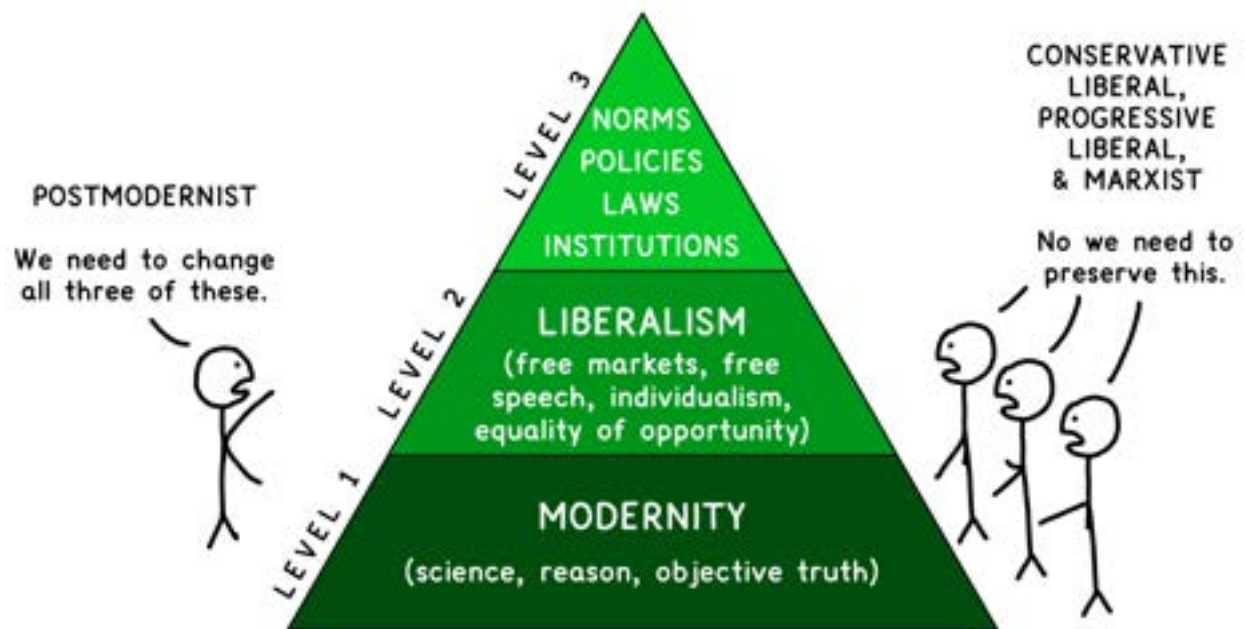 POSTMODERNIST
We need to change
all three of these.
LEVEL 3
NORMS
POLICIES
LAWS
INSTITUTIONS
LEVEL 2
LIBERALISM
(free markets, free
speech, individualism,
equality of opportunity)
LEVEL 1
MODERNITY
(science, reason, objective truth)
CONSERVATIVE
LIBERAL,
PROGRESSIVE
LIBERAL,
& MARXIST
No we need to
preserve this.